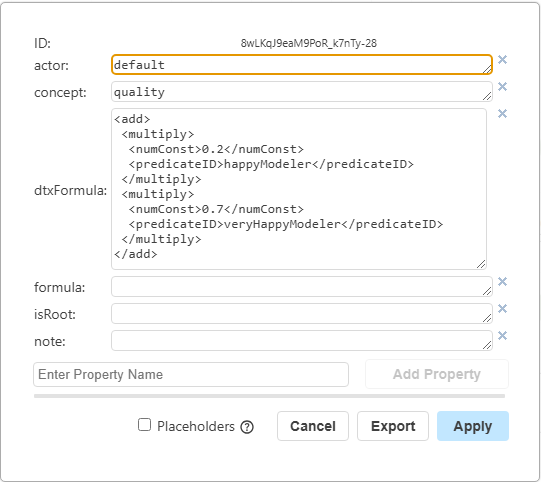 ID: 8wLKqJ9eaM9PoR_k7nTy-28
actor: default
concept: quality
<add>
<multiply>
<numConst>0.2</numConst>
<predicateID>happyModeler</predicateID>
</multiply>
dtxFormula: <multiply>
<numConst>0.7</numConst>
<predicateID>veryHappyModeler</predicateID>
</multiply>
</add>
formula:
isRoot:
note:
Enter Property Name Add Property
Placeholders ? Cancel Export Apply